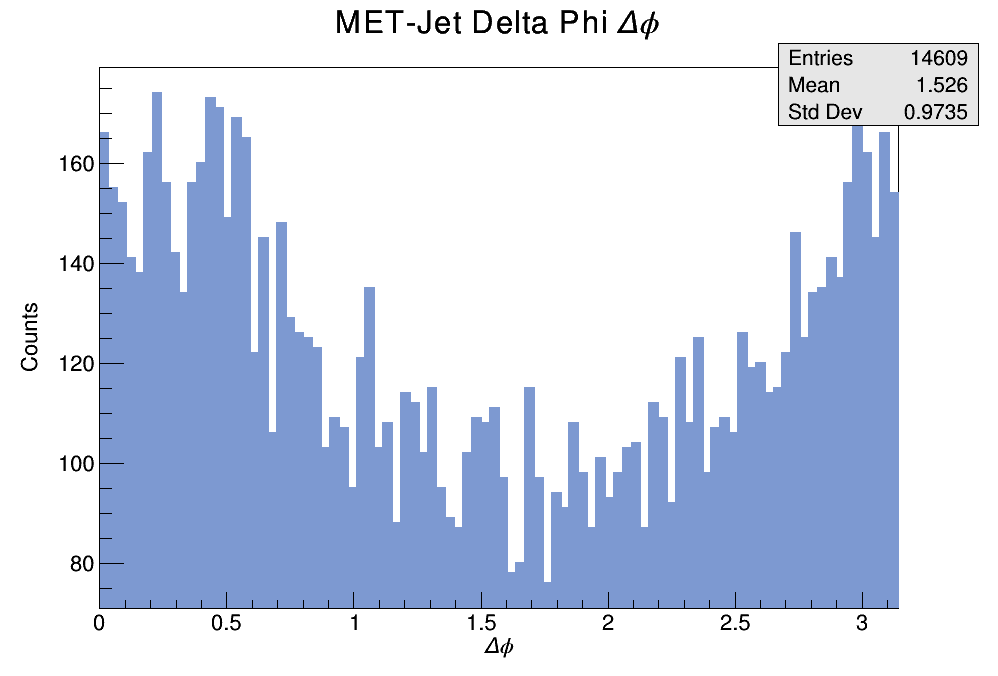 MET-Jet Delta Phi Δϕ
Entries 14609
Mean 1.526
Std Dev 0.9735
160
140
120
100
80
Counts
0 0.5 1 1.5 2 2.5 3
Δϕ